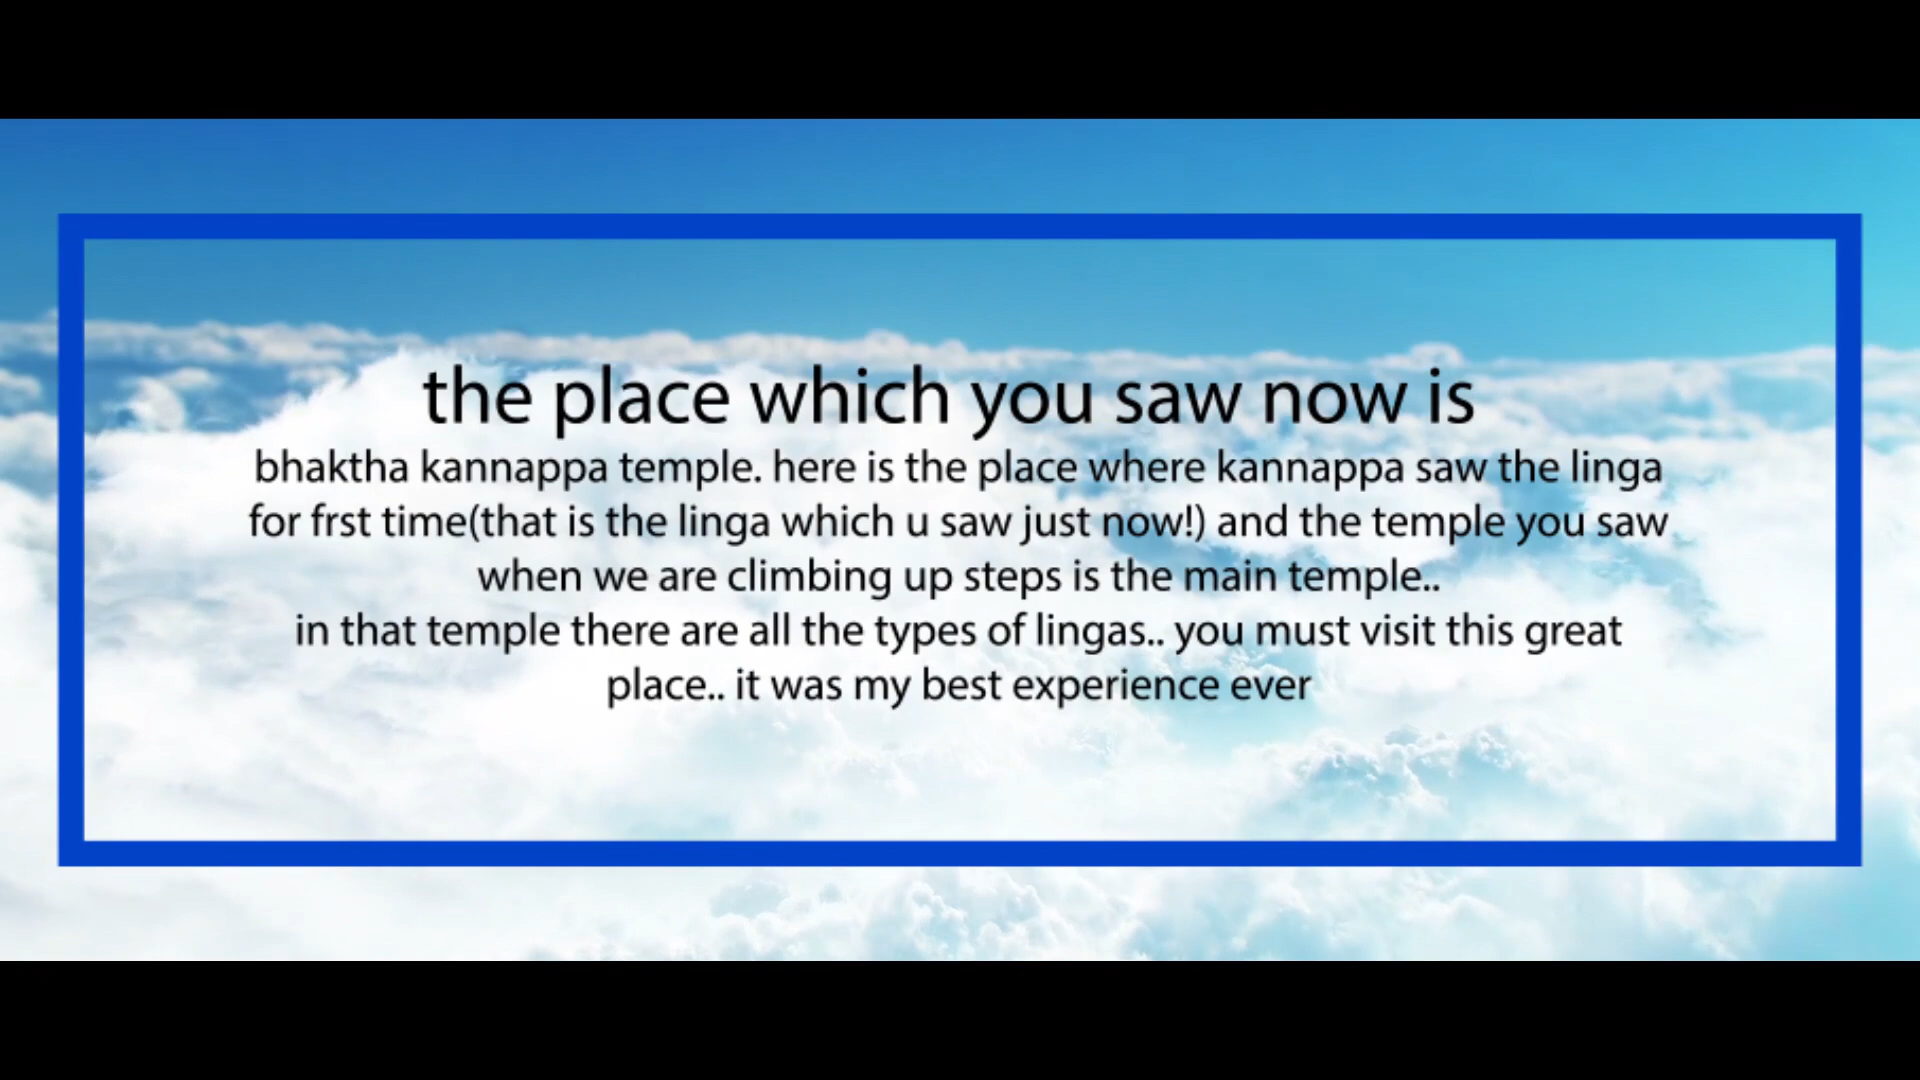 the place which you saw now is
bhaktha kannappa temple. here is the place where kannappa saw the linga
for frst time(that is the linga which u saw just now!) and the temple you saw
when we are climbing up steps is the main temple..
in that temple there are all the types of lingas.. you must visit this great
place.. it was my best experience ever